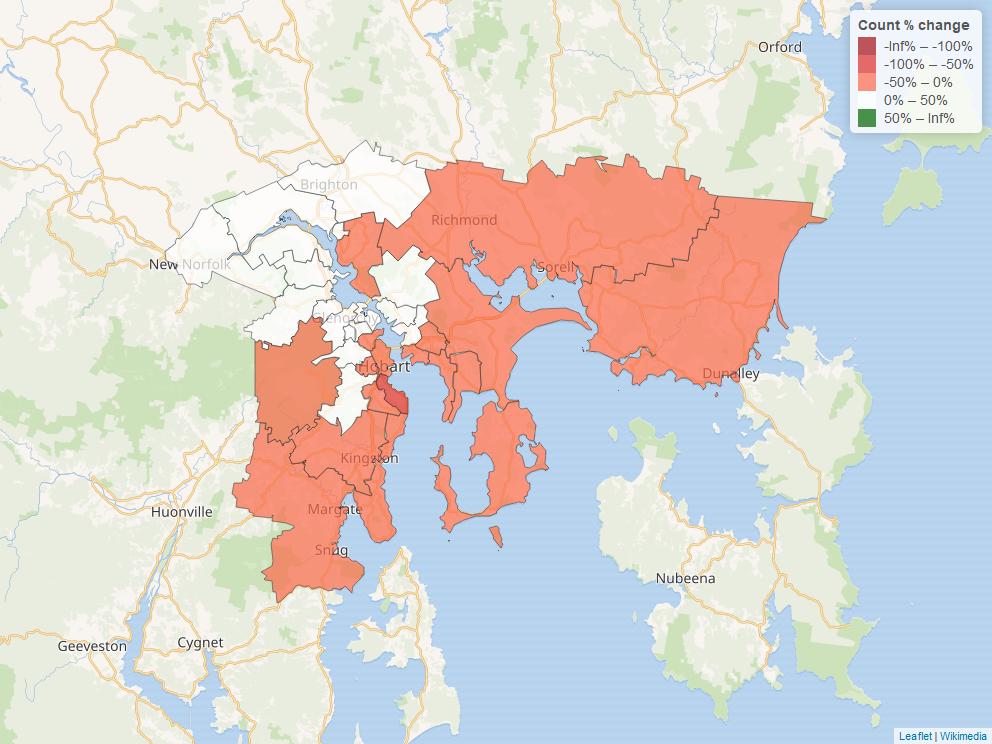 Count % change
-Inf% – -100%
-100% – -50%
-50% – 0%
0% – 50%
50% – Inf%
Orford
Brighton
Richmond
New Norfolk
Sorell
Glenorchy
Hobart
Dunalley
Kingston
Huonville
Margate
Snug
Nubeena
Geeveston
Cygnet
Leaflet | Wikimedia